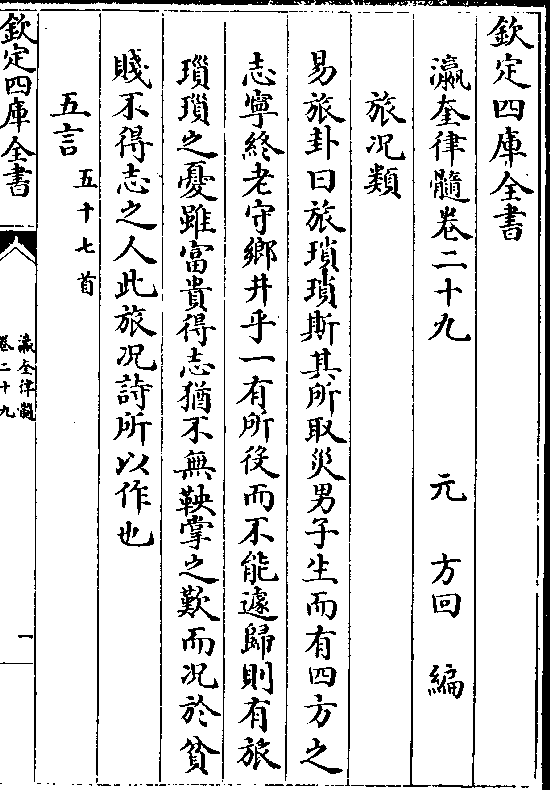 欽定四庫全書
瀛奎律髓卷二十九　元　方回　編
旅况類
易旅卦曰旅瑣瑣斯其所取災男子生而有四方之
志寧終老守鄉井乎一有所役而不能遽歸則有旅
瑣瑣之憂雖富貴得志猶不無鞅掌之歎而况於貧
賤不得志之人此旅况詩所以作也
五言五十七首
欽定四庫全書
瀛奎律髓
卷二十九
一